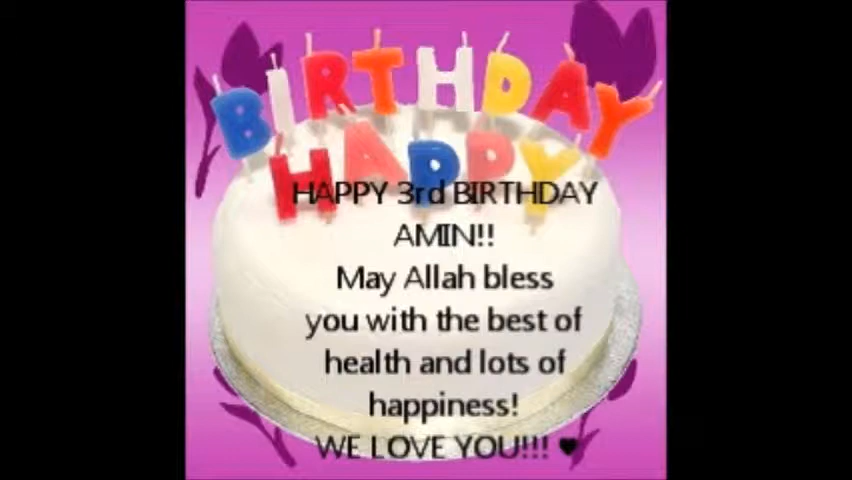 BIRTHDAY
HAPPY
HAPPY 3rd BIRTHDAY
AMIN!!
May Allah bless
you with the best of
health and lots of
happiness!
WE LOVE YOU!!! ♥